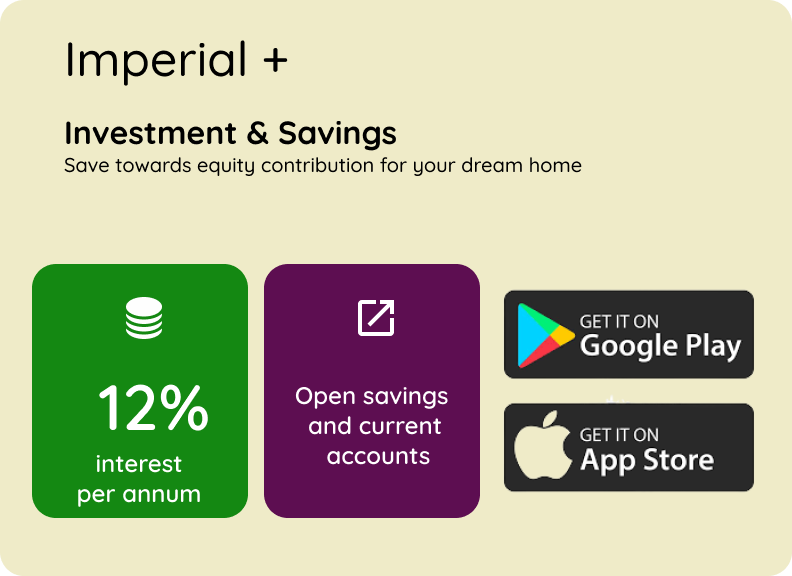 Imperial +
Investment & Savings
Save towards equity contribution for your dream home
12%
interest
per annum
Open savings
and current
accounts
GET IT ON
Google Play
GET IT ON
App Store